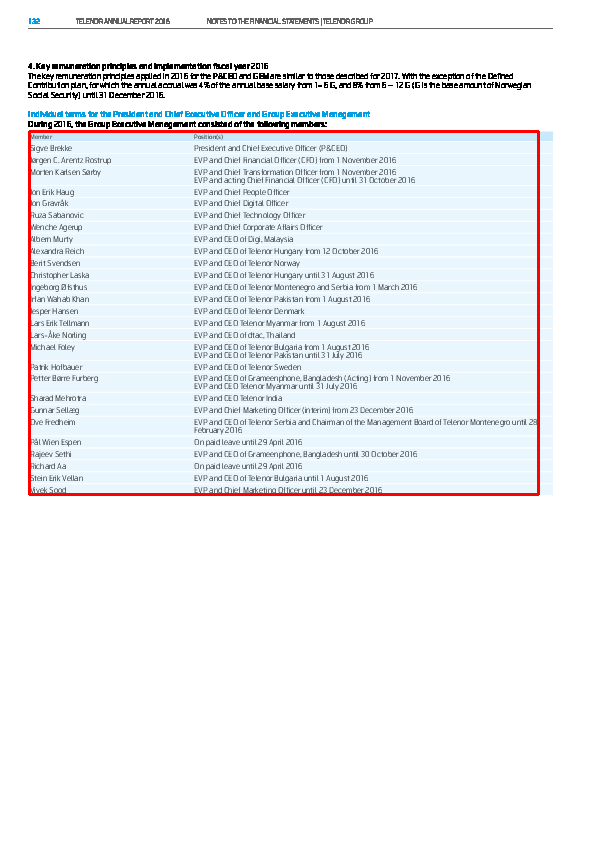 132 TELENOR ANNUAL REPORT 2016 NOTES TO THE FINANCIAL STATEMENTS | TELENOR GROUP
4. Key remuneration principles and implementation fiscal year 2016
The key remuneration principles applied in 2016 for the P&CEO and GEM are similar to those described for 2017. With the exception of the Defined
Contribution plan, for which the annual accrual was 4% of the annual base salary from 1– 6 G, and 8% from 6 – 12 G (G is the base amount of Norwegian
Social Security) until 31 December 2016.
Individual terms for the President and Chief Executive Officer and Group Executive Management
During 2016, the Group Executive Management consisted of the following members:
Member Position(s)
Sigve Brekke President and Chief Executive Officer (P&CEO)
Jørgen C. Arentz Rostrup EVP and Chief Financial Officer (CFO) from 1 November 2016
Morten Karlsen Sørby EVP and Chief Transformation Officer from 1 November 2016
EVP and acting Chief Financial Officer (CFO) until 31 October 2016
Jon Erik Haug EVP and Chief People Officer
Jon Gravråk EVP and Chief Digital Officer
Ruza Sabanovic EVP and Chief Technology Officer
Wenche Agerup EVP and Chief Corporate Affairs Officer
Albern Murty EVP and CEO of Digi, Malaysia
Alexandra Reich EVP and CEO of Telenor Hungary from 12 October 2016
Berit Svendsen EVP and CEO of Telenor Norway
Christopher Laska EVP and CEO of Telenor Hungary until 31 August 2016
Ingeborg Øfsthus EVP and CEO of Telenor Montenegro and Serbia from 1 March 2016
Irfan Wahab Khan EVP and CEO of Telenor Pakistan from 1 August 2016
Jesper Hansen EVP and CEO of Telenor Denmark
Lars Erik Tellmann EVP and CEO Telenor Myanmar from 1 August 2016
Lars-Åke Norling EVP and CEO of dtac, Thailand
Michael Foley EVP and CEO of Telenor Bulgaria from 1 August 2016
EVP and CEO of Telenor Pakistan until 31 July 2016
Patrik Hofbauer EVP and CEO of Telenor Sweden
Petter Børre Furberg EVP and CEO of Grameenphone, Bangladesh (Acting) from 1 November 2016
EVP and CEO Telenor Myanmar until 31 July 2016
Sharad Mehrotra EVP and CEO Telenor India
Gunnar Sellæg EVP and Chief Marketing Officer (interim) from 23 December 2016
Ove Fredheim EVP and CEO of Telenor Serbia and Chairman of the Management Board of Telenor Montenegro until 28
February 2016
Pål Wien Espen On paid leave until 29 April 2016
Rajeev Sethi EVP and CEO of Grameenphone, Bangladesh until 30 October 2016
Richard Aa On paid leave until 29 April 2016
Stein Erik Vellan EVP and CEO of Telenor Bulgaria until 1 August 2016
Vivek Sood EVP and Chief Marketing Officer until 23 December 2016